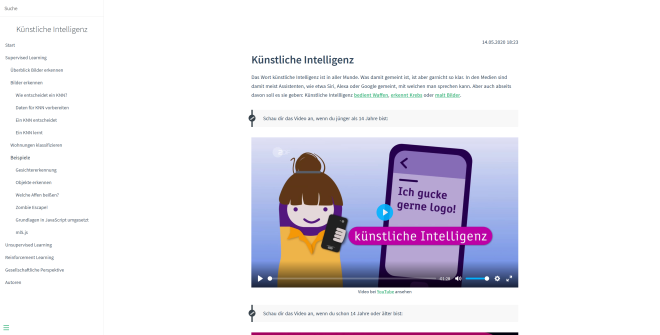 Suche
Künstliche Intelligenz
Start
Supervised Learning
Überblick Bilder erkennen
Bilder erkennen
Wie entscheidet ein KNN?
Daten für KNN vorbereiten
Ein KNN entscheidet
Ein KNN lernt
Wohnungen klassifizieren
Beispiele
Gesichtererkennung
Objekte erkennen
Welche Affen beißen?
Zombie Escape!
Grundlagen in JavaScript umgesetzt
ml5.js
Unsupervised Learning
Reinforcement Learning
Gesellschaftliche Perspektive
Autoren
14.05.2020 18:23
Künstliche Intelligenz
Das Wort künstliche Intelligenz ist in aller Munde. Was damit gemeint ist, ist aber garnicht so klar. In den Medien sind
damit meist Assistenten, wie etwa Siri, Alexa oder Google gemeint, mit welchen man sprechen kann. Aber auch abseits
davon soll es sie geben: Künstliche Intelligenz bedient Waffen, erkennt Krebs oder malt Bilder.
Schau dir das Video an, wenn du jünger als 14 Jahre bist:
Ich gucke
gerne logo!
künstliche Intelligenz
-01:28
Video bei YouTube ansehen
Schau dir das Video an, wenn du schon 14 Jahre oder älter bist: